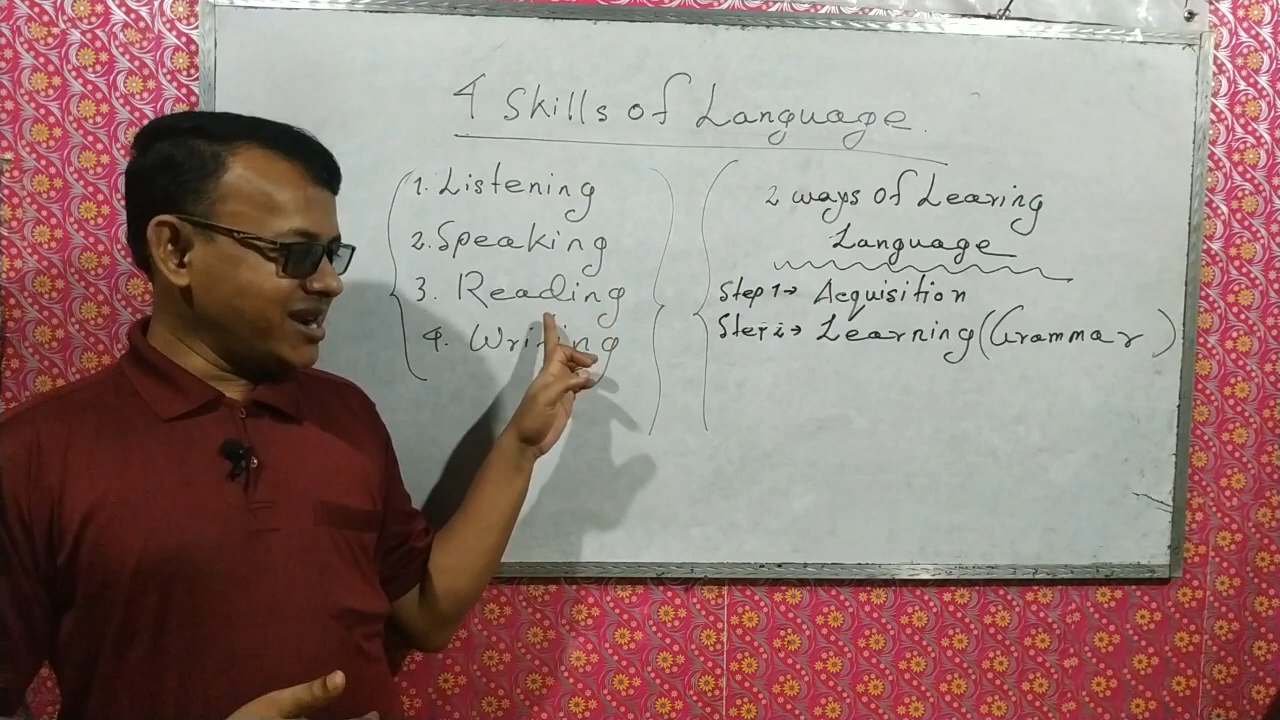 4 Skills of Language.
1. Listening
2. Speaking
3. Reading
4. Writing
2 ways of Learing
Language
Step 1→ Acquisition
Step 2→ Learning (Grammar)